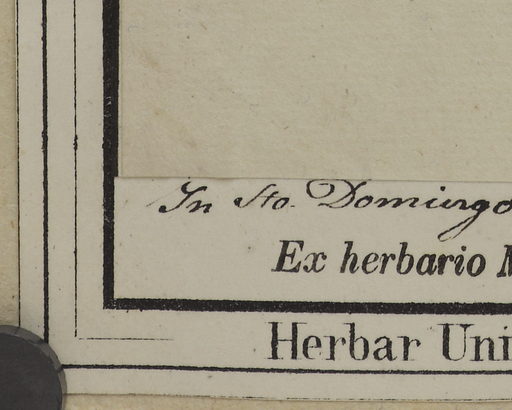 In Sto. Domingo
Ex herbario M
Herbar Uni